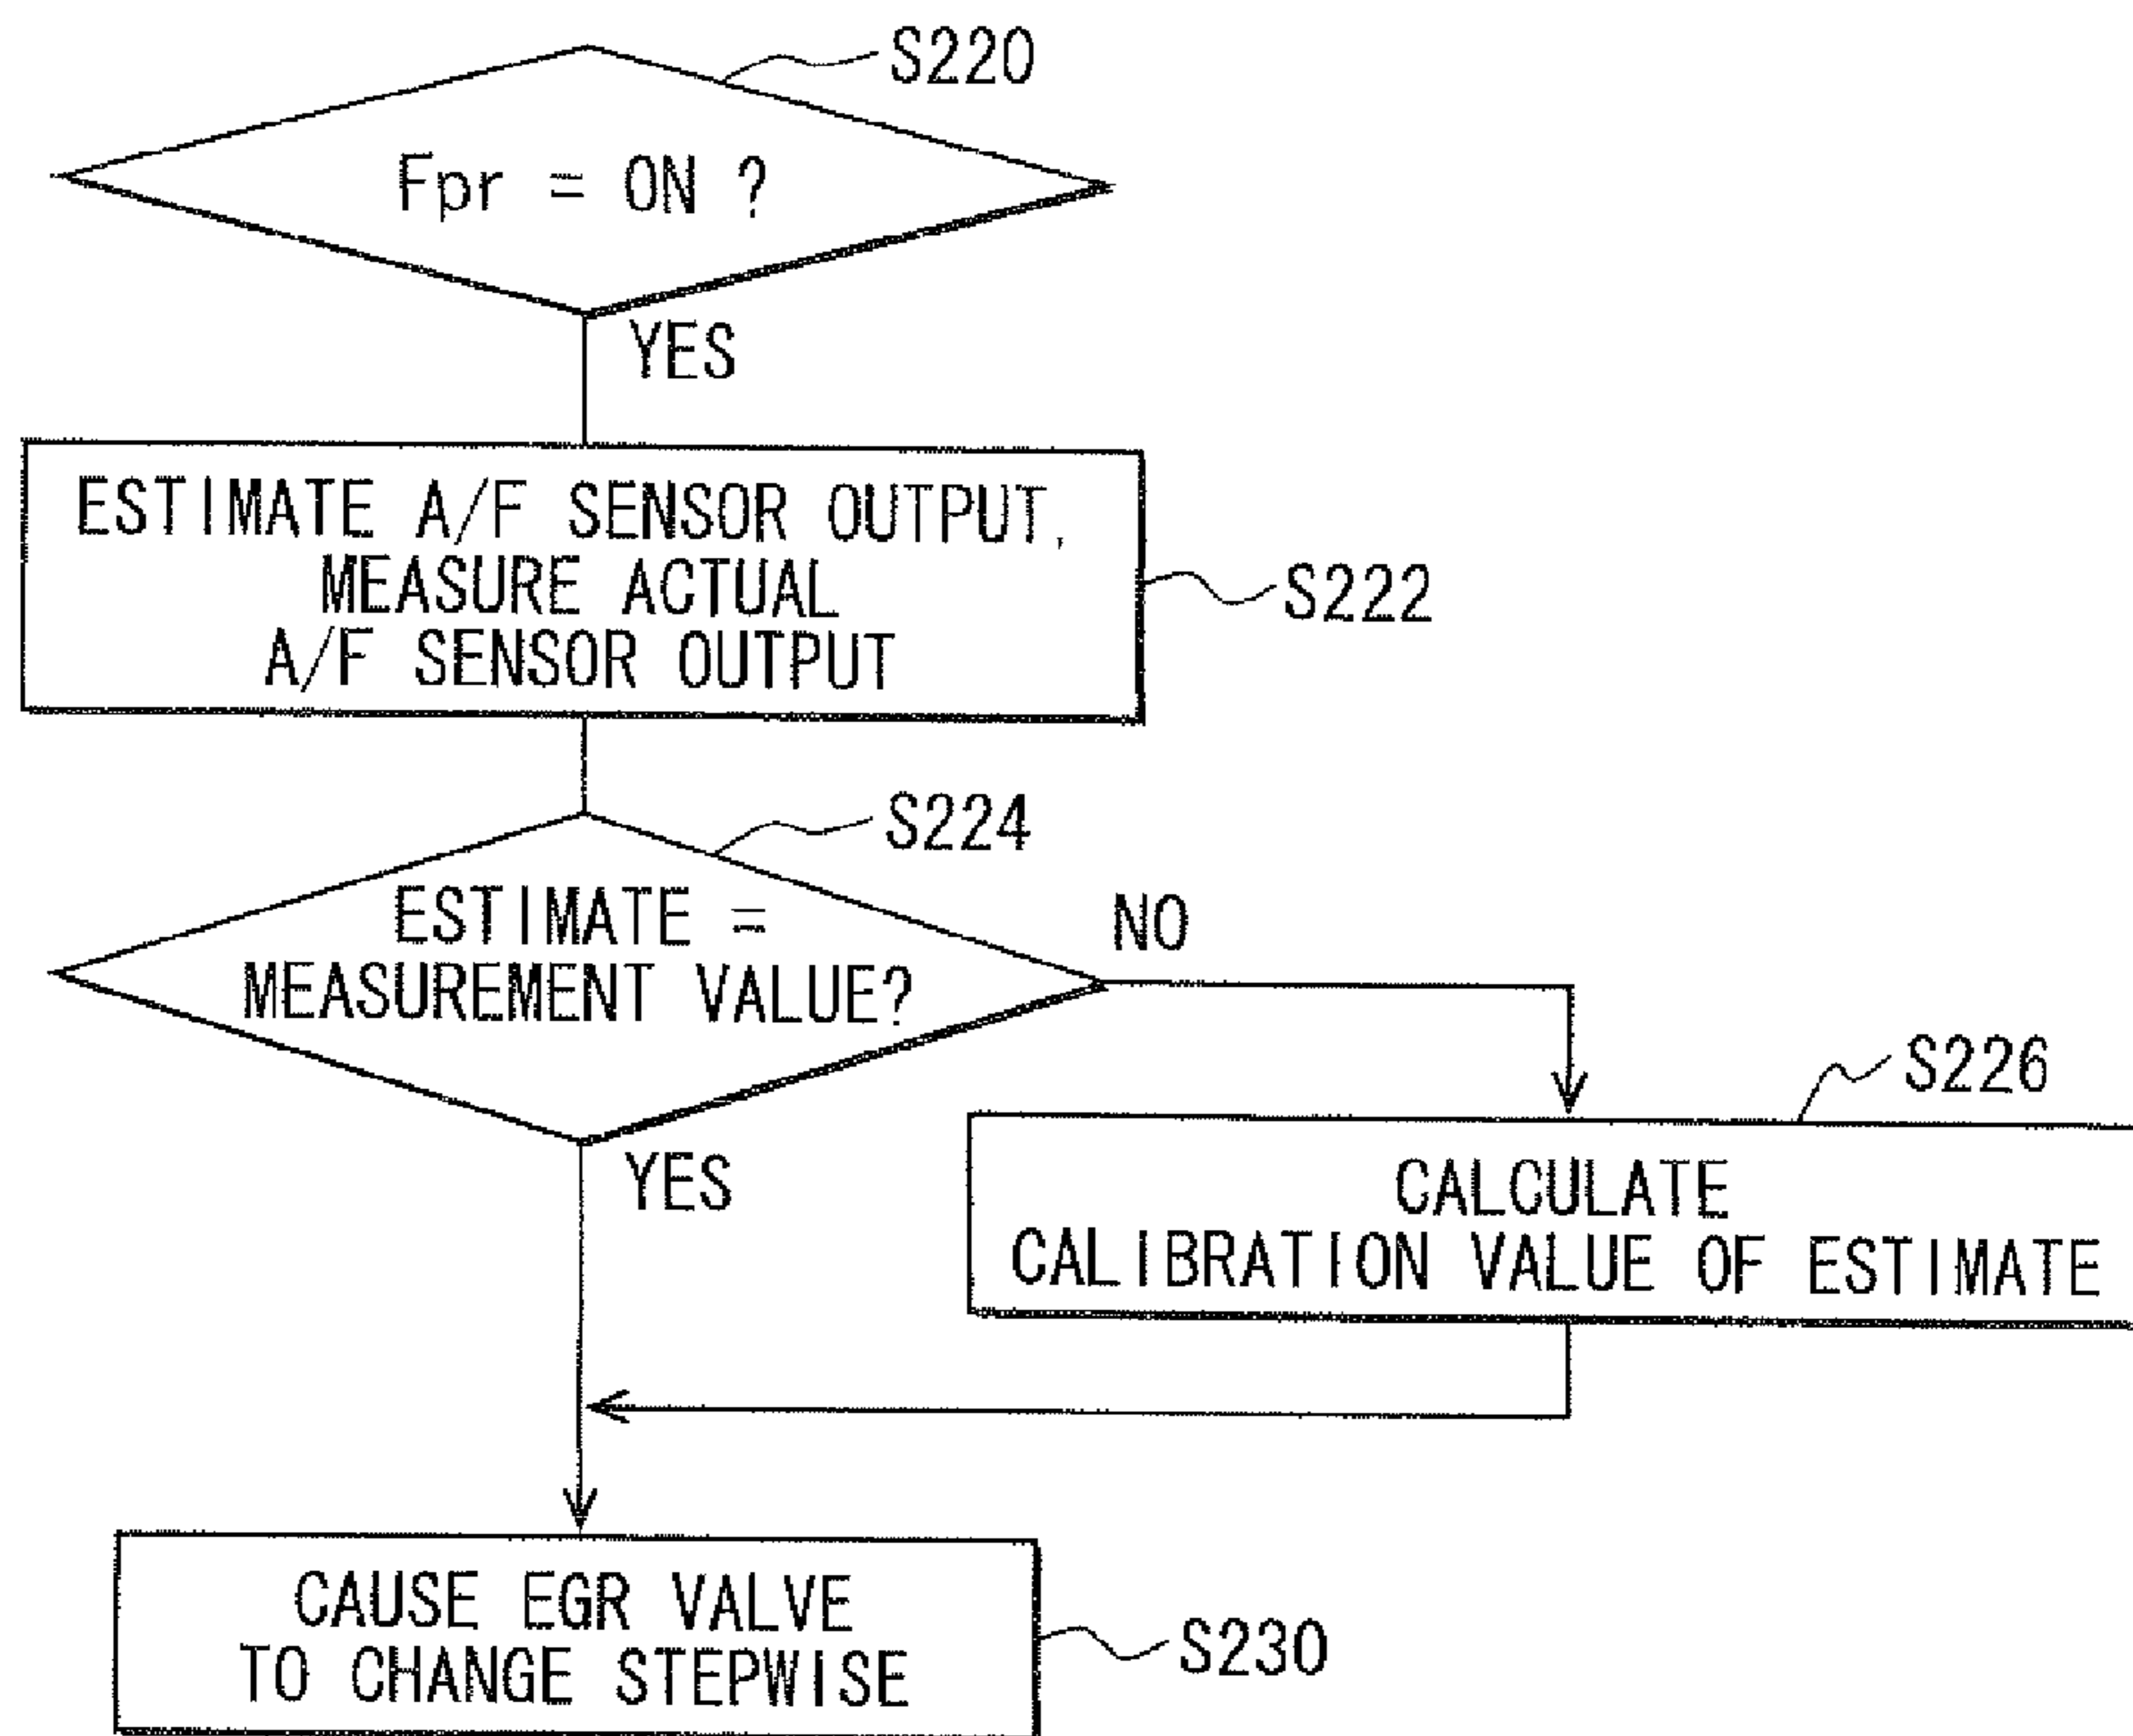 S220
Fpr = ON ?
YES
ESTIMATE A/F SENSOR OUTPUT,
MEASURE ACTUAL
A/F SENSOR OUTPUT
S222
S224
ESTIMATE =
MEASUREMENT VALUE?
NO
YES
S226
CALCULATE
CALIBRATION VALUE OF ESTIMATE
CAUSE EGR VALVE
TO CHANGE STEPWISE
S230